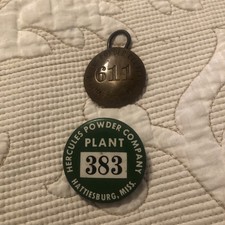 611
HERCULES POWDER COMPANY
PLANT
383
HATTIESBURG, MISS.